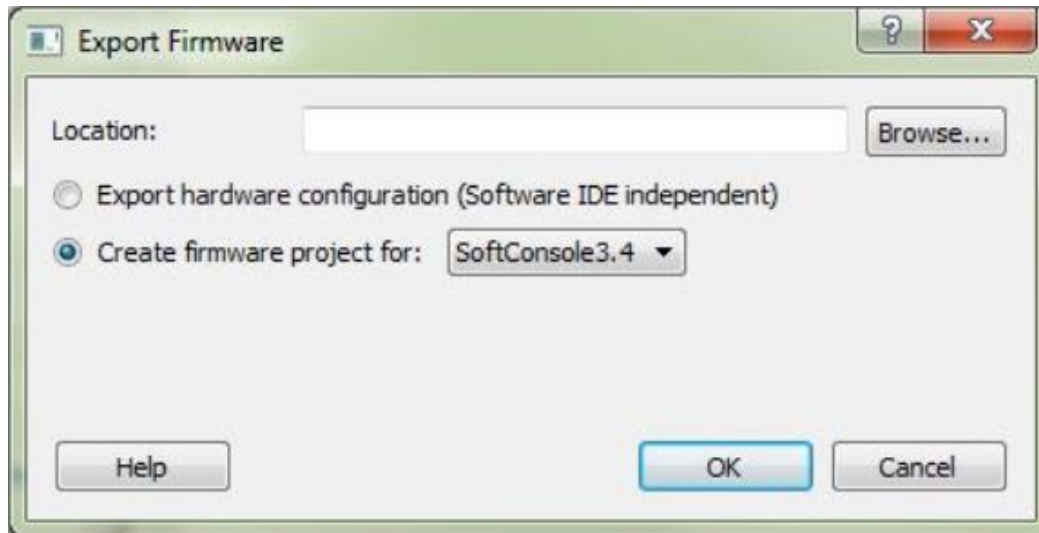 Export Firmware
?
X
Location:
Browse...
Export hardware configuration (Software IDE independent)
Create firmware project for: SoftConsole3.4
Help
OK
Cancel